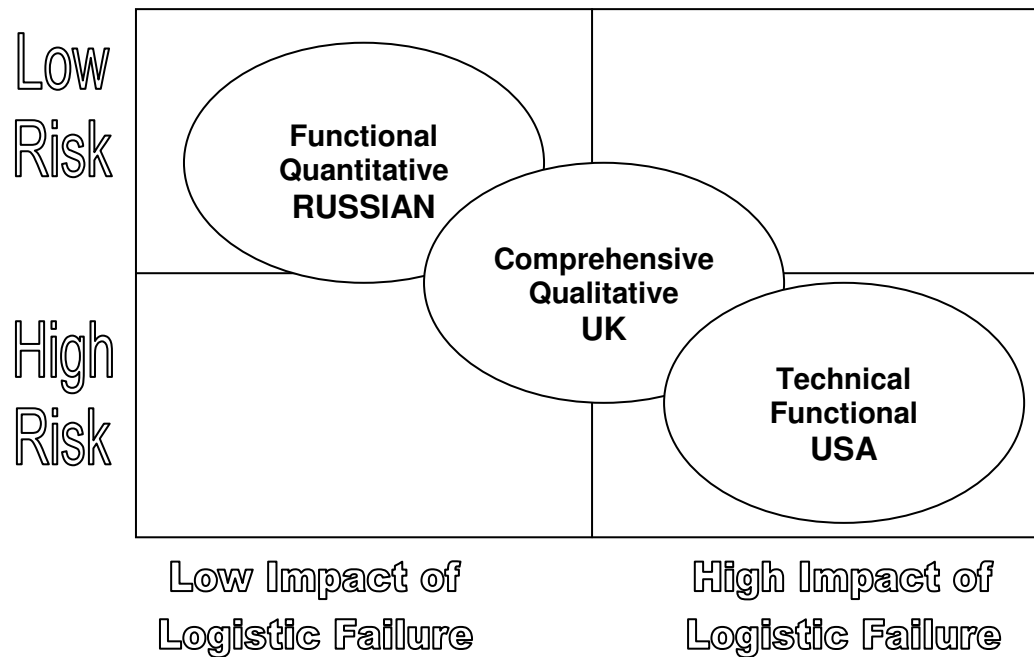 Low
Risk
Functional
Quantitative
RUSSIAN
Comprehensive
Qualitative
UK
High
Risk
Technical
Functional
USA
Low Impact of
Logistic Failure
High Impact of
Logistic Failure